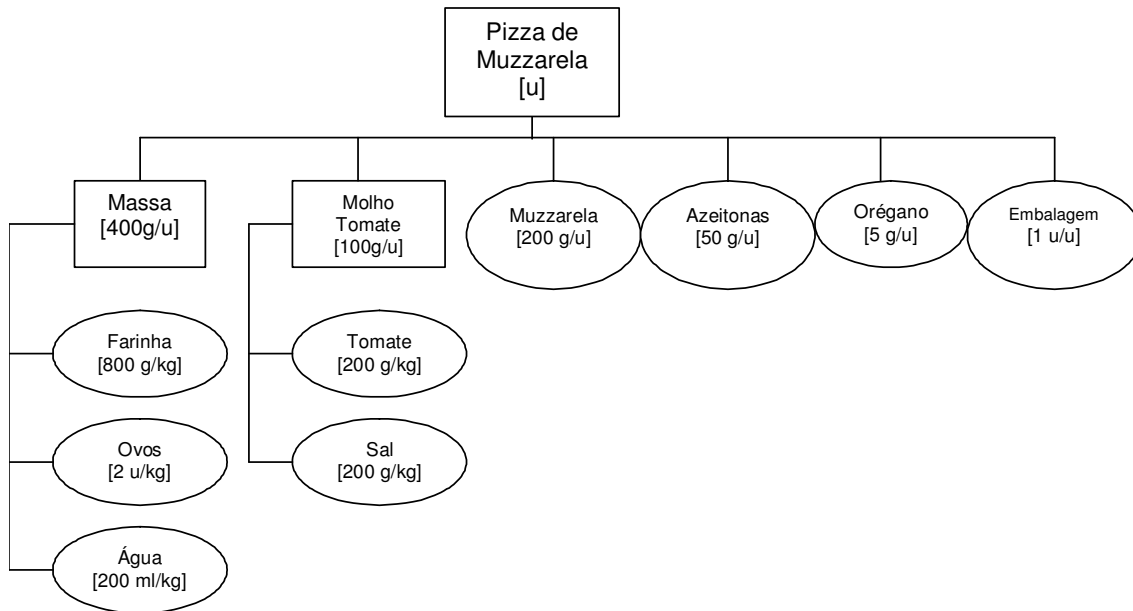 Pizza de
Muzzarela
[u]
Massa
[400g/u]
Molho
Tomate
[100g/u]
Muzzarela
[200 g/u]
Azeitonas
[50 g/u]
Orégano
[5 g/u]
Embalagem
[1 u/u]
Farinha
[800 g/kg]
Tomate
[200 g/kg]
Ovos
[2 u/kg]
Sal
[200 g/kg]
Água
[200 ml/kg]